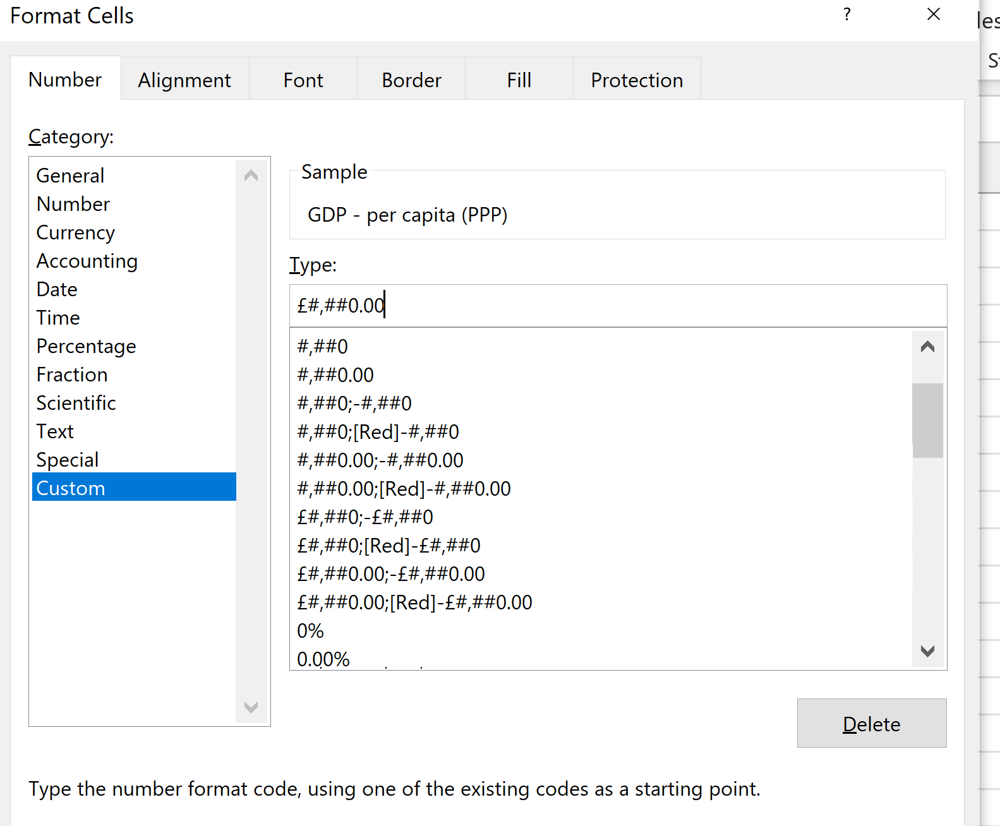 Format Cells
?
Number
Alignment
Font
Border
Fill
Protection
Category:
General
Number
Currency
Accounting
Date
Time
Percentage
Fraction
Scientific
Text
Special
Custom
Sample
GDP - per capita (PPP)
Type:
£#,##0.00
#,##0
#,##0.00
#,##0;-#,##0
#,##0;[Red]-#,##0
#,##0.00;-#,##0.00
#,##0.00;[Red]-#,##0.00
£#,##0;-£#,##0
£#,##0;[Red]-£#,##0
£#,##0.00;-£#,##0.00
£#,##0.00;[Red]-£#,##0.00
0%
0.00%
Delete
Type the number format code, using one of the existing codes as a starting point.